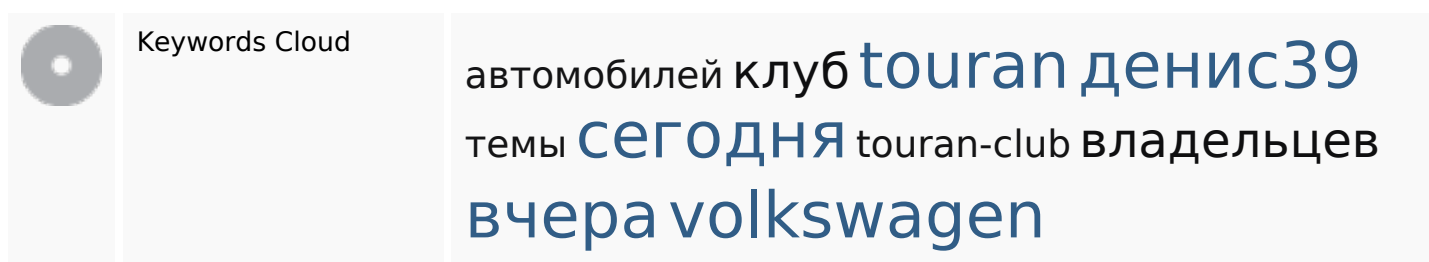 Keywords Cloud
автомобилей клуб touran денис39
темы сегодня touran-club владельцев
вчера volkswagen